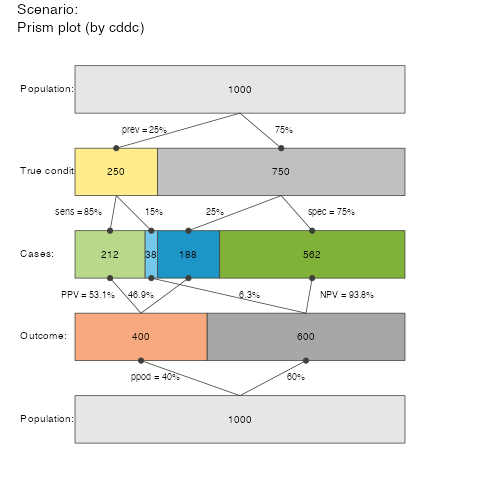 Scenario:
Prism plot (by cddc)
Population:
1000
prev = 25%
75%
True condit
250
750
sens = 85%
15%
25%
spec = 75%
Cases:
212
38
188
562
PPV = 53.1%
46.9%
6.3%
NPV = 93.8%
Outcome:
400
600
ppod = 40%
60%
Population:
1000